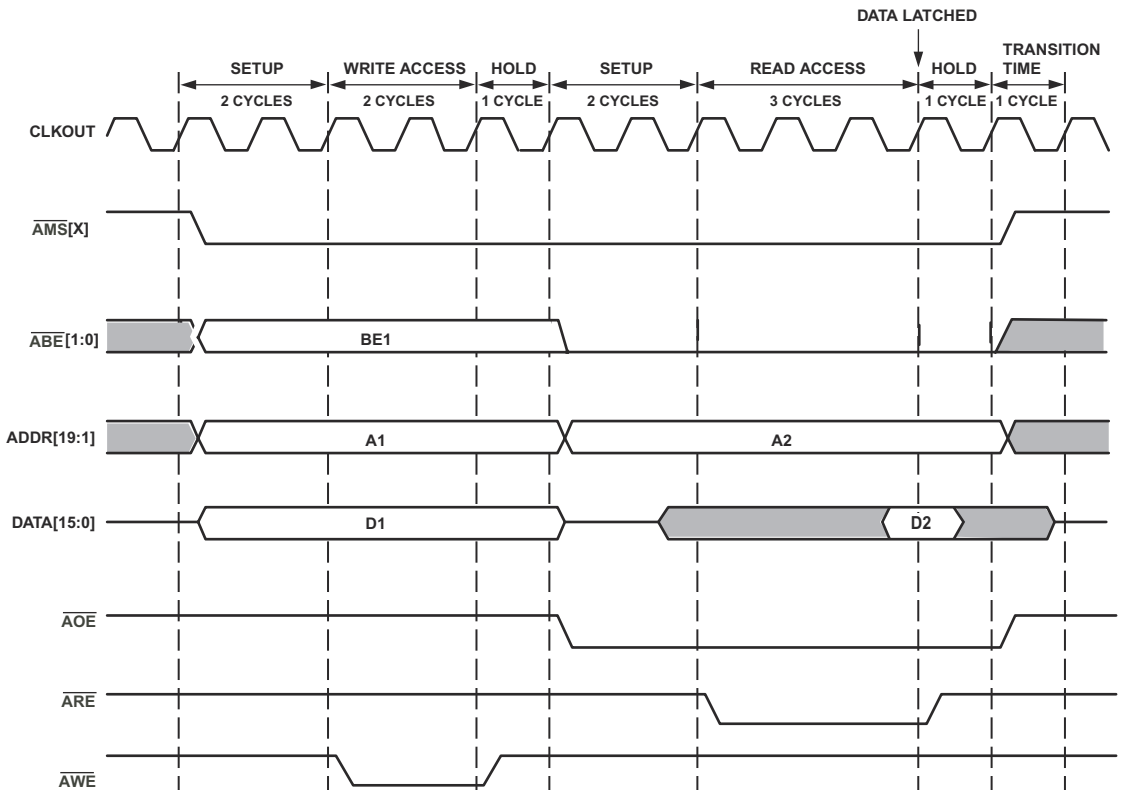 DATA LATCHED
SETUP WRITE ACCESS HOLD SETUP READ ACCESS HOLD TRANSITION TIME
2 CYCLES 2 CYCLES 1 CYCLE 2 CYCLES 3 CYCLES 1 CYCLE 1 CYCLE
CLKOUT
AMS[X]
ABE[1:0] BE1
ADDR[19:1] A1 A2
DATA[15:0] D1 D2
AOE
ARE
AWE